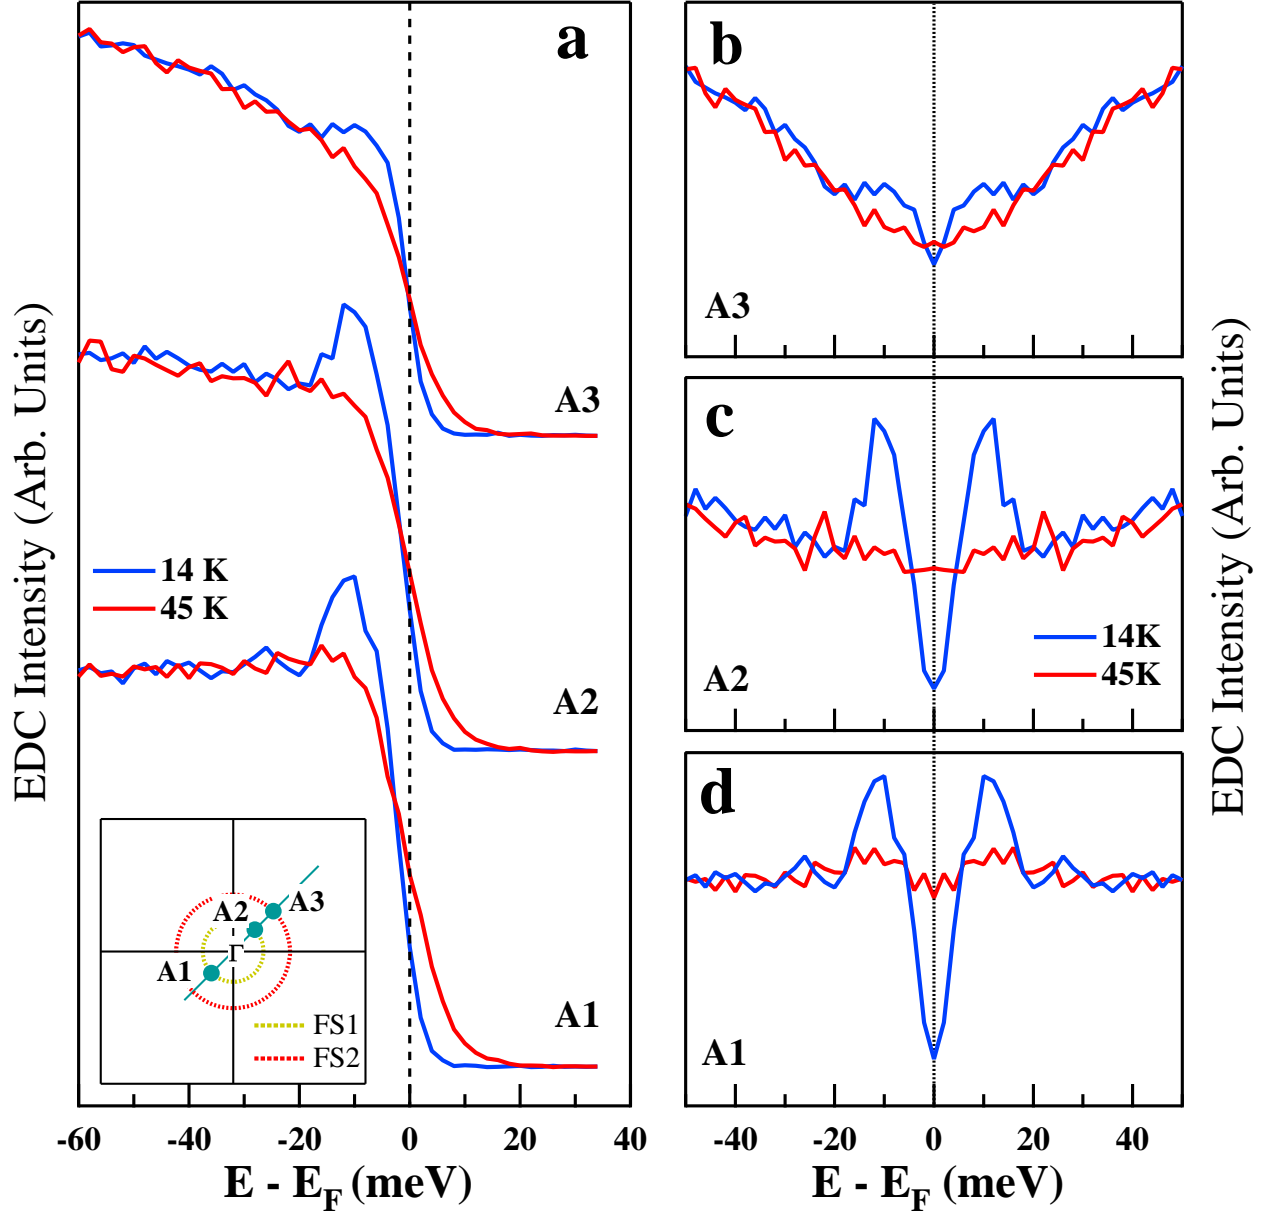 a
EDC Intensity (Arb. Units)
A3
14 K
45 K
A2
A1
A2
A3
Γ
A1
FS1
FS2
-60 -40 -20 0 20 40
E - EF (meV)
b
A3
c
14K
45K
A2
d
A1
-40 -20 0 20 40
E - EF (meV)
EDC Intensity (Arb. Units)